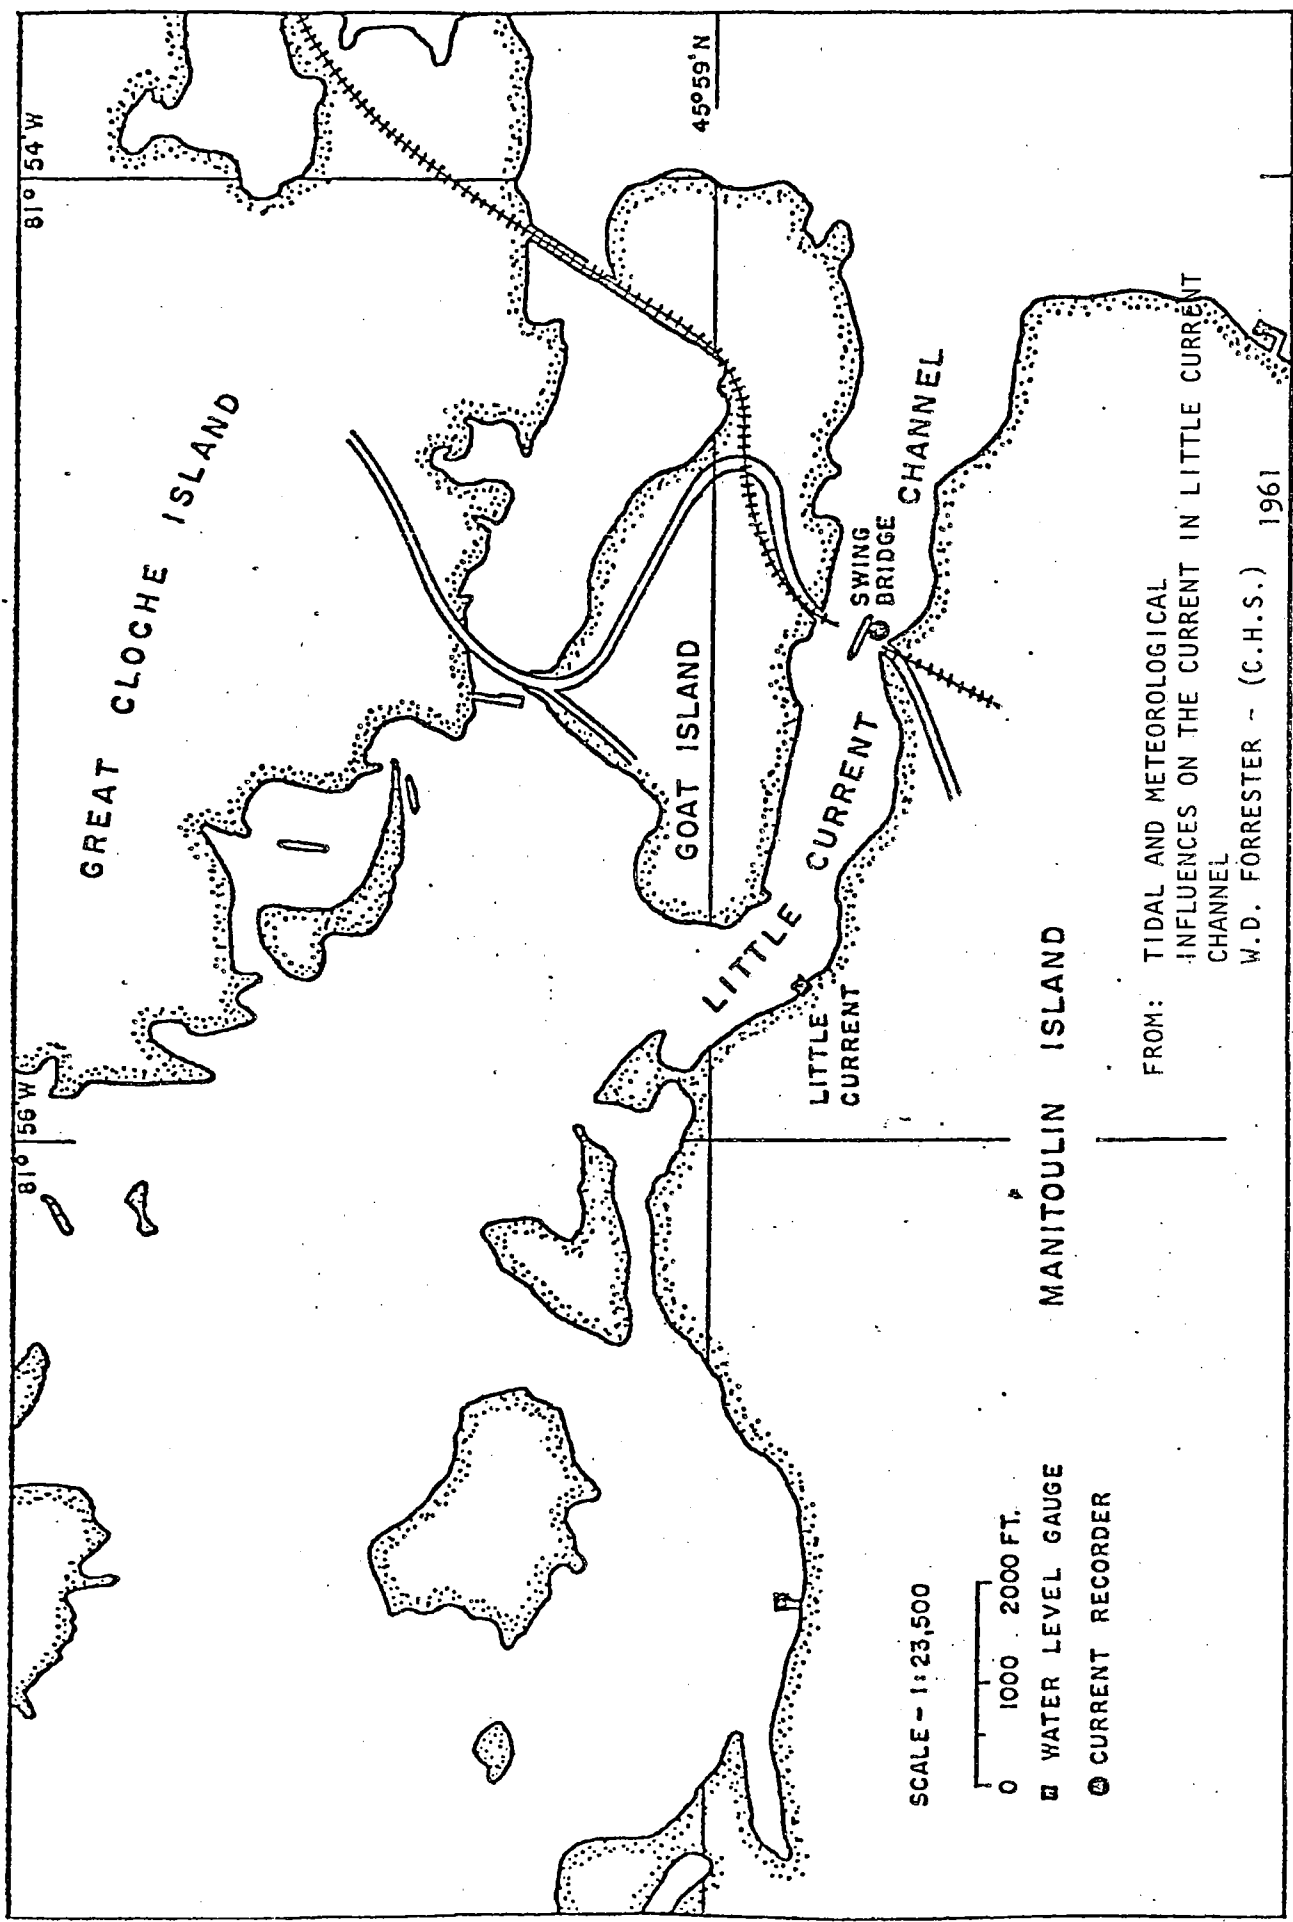 81° 56'W
81° 54'W
GREAT CLOCHE ISLAND
45°59'N
GOAT ISLAND
LITTLE CURRENT CHANNEL
SWING
BRIDGE
LITTLE
CURRENT
MANITOULIN ISLAND
SCALE - 1:23,500
0 1000 2000 FT.
WATER LEVEL GAUGE
CURRENT RECORDER
FROM: TIDAL AND METEOROLOGICAL
INFLUENCES ON THE CURRENT IN LITTLE CURRENT
CHANNEL
W.D. FORRESTER - (C.H.S.) 1961